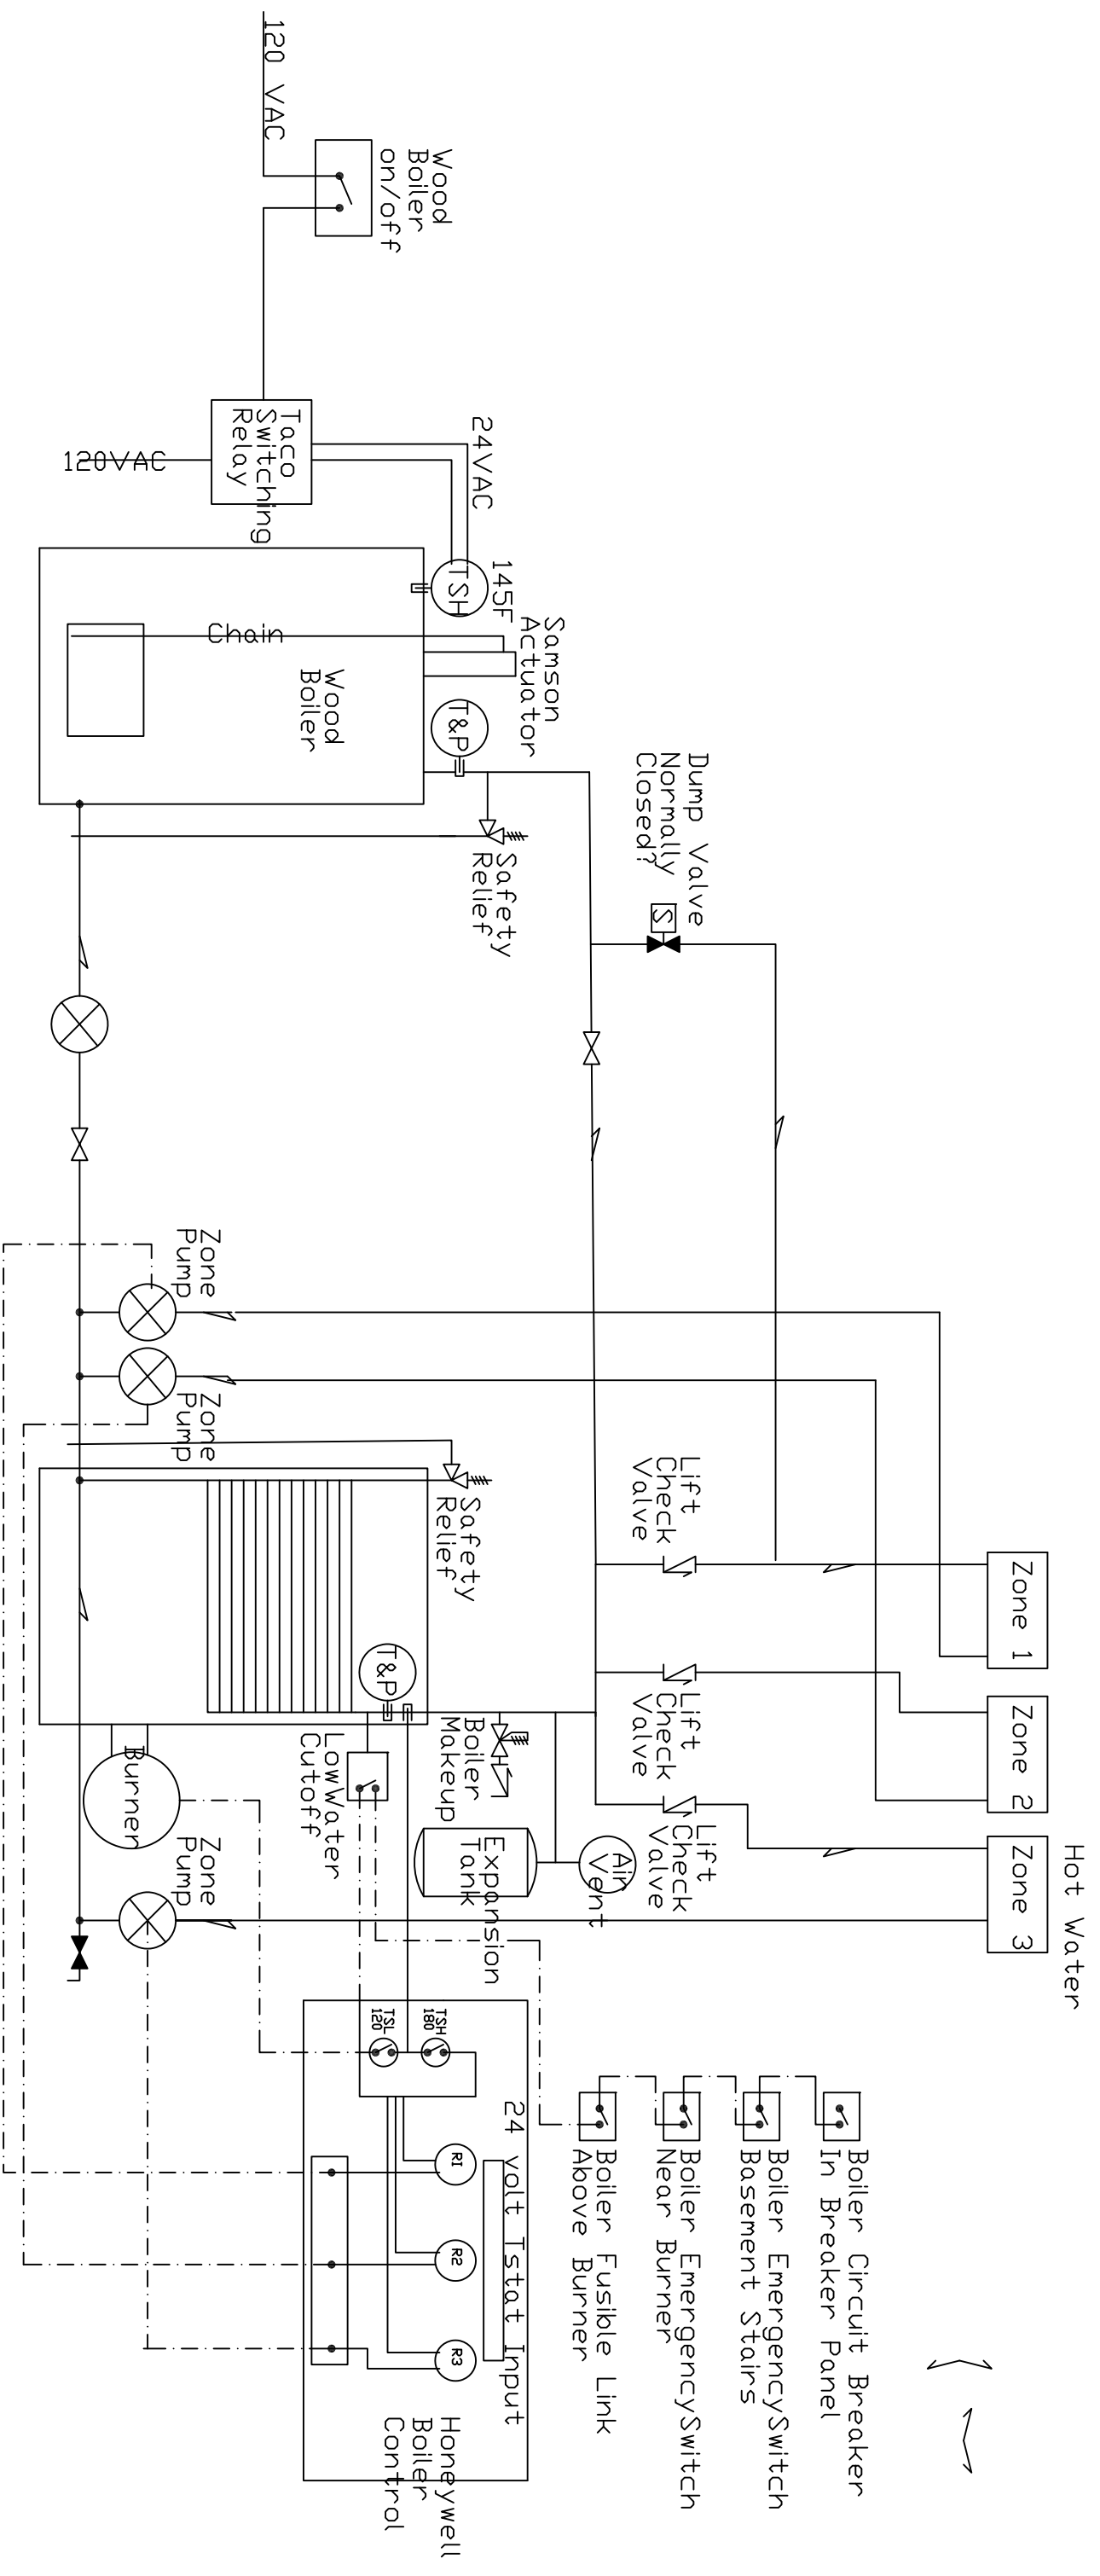 120 VAC
Wood
Boiler
on/off
Taco
Switching
Relay
120VAC
24VAC
TSH
145F
Samson
Actuator
Chain
Wood
Boiler
T&P
Safety
Relief
Dump Valve
Normally
Closed?
S
Zone
Pump
Zone
Pump
Safety
Relief
Lift
Check
Valve
Zone 1
T&P
Lift
Check
Valve
Zone 2
Boiler
Makeup
LowWater
Cutoff
Burner
Lift
Check
Valve
Air
Vent
Expansion
Tank
Zone
Pump
Zone 3
Hot Water
TSL
120
TSH
180
24 volt Tstat Input
R1
R2
R3
Honeywell
Boiler
Control
Boiler Circuit Breaker
In Breaker Panel
Boiler EmergencySwitch
Basement Stairs
Boiler EmergencySwitch
Near Burner
Boiler Fusible Link
Above Burner